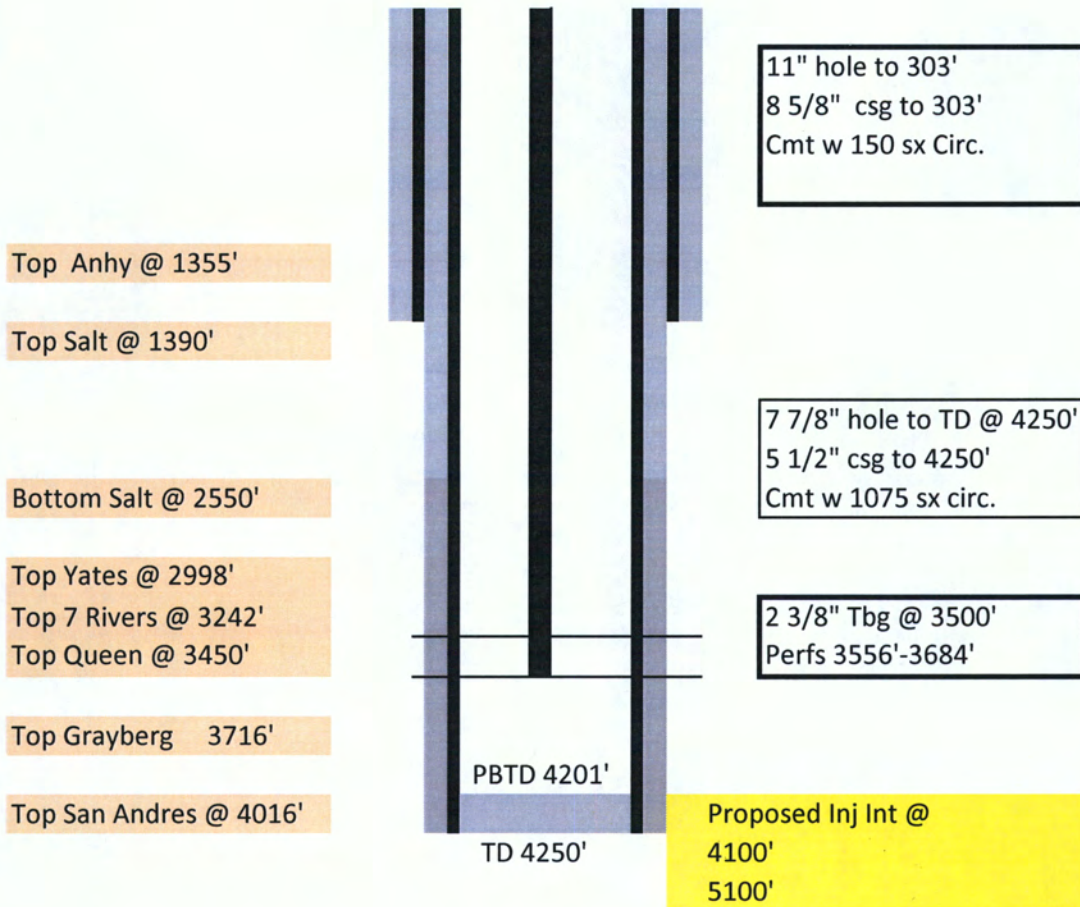 11" hole to 303'
8 5/8" csg to 303'
Cmt w 150 sx Circ.
Top Anhy @ 1355'
Top Salt @ 1390'
Bottom Salt @ 2550'
7 7/8" hole to TD @ 4250'
5 1/2" csg to 4250'
Cmt w 1075 sx circ.
Top Yates @ 2998'
Top 7 Rivers @ 3242'
Top Queen @ 3450'
2 3/8" Tbg @ 3500'
Perfs 3556'-3684'
Top Grayberg 3716'
PBTD 4201'
Top San Andres @ 4016'
TD 4250'
Proposed Inj Int @
4100'
5100'